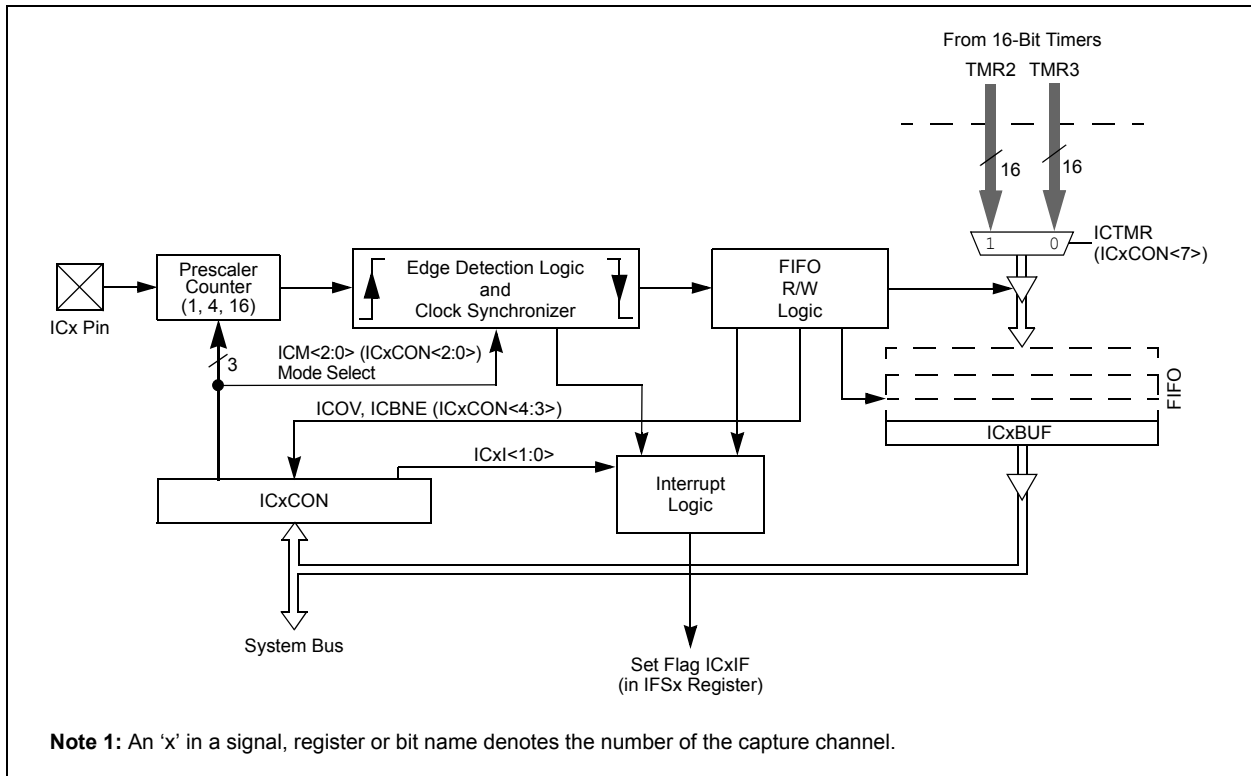 From 16-Bit Timers
TMR2 TMR3
16 16
1 0
ICTMR
(ICxCON<7>)
Prescaler
Counter
(1, 4, 16)
Edge Detection Logic
and
Clock Synchronizer
FIFO
R/W
Logic
ICx Pin
3
ICM<2:0> (ICxCON<2:0>)
Mode Select
FIFO
ICOV, ICBNE (ICxCON<4:3>)
ICxBUF
ICxI<1:0>
ICxCON
Interrupt
Logic
System Bus
Set Flag ICxIF
(in IFSx Register)
Note 1: An ‘x’ in a signal, register or bit name denotes the number of the capture channel.